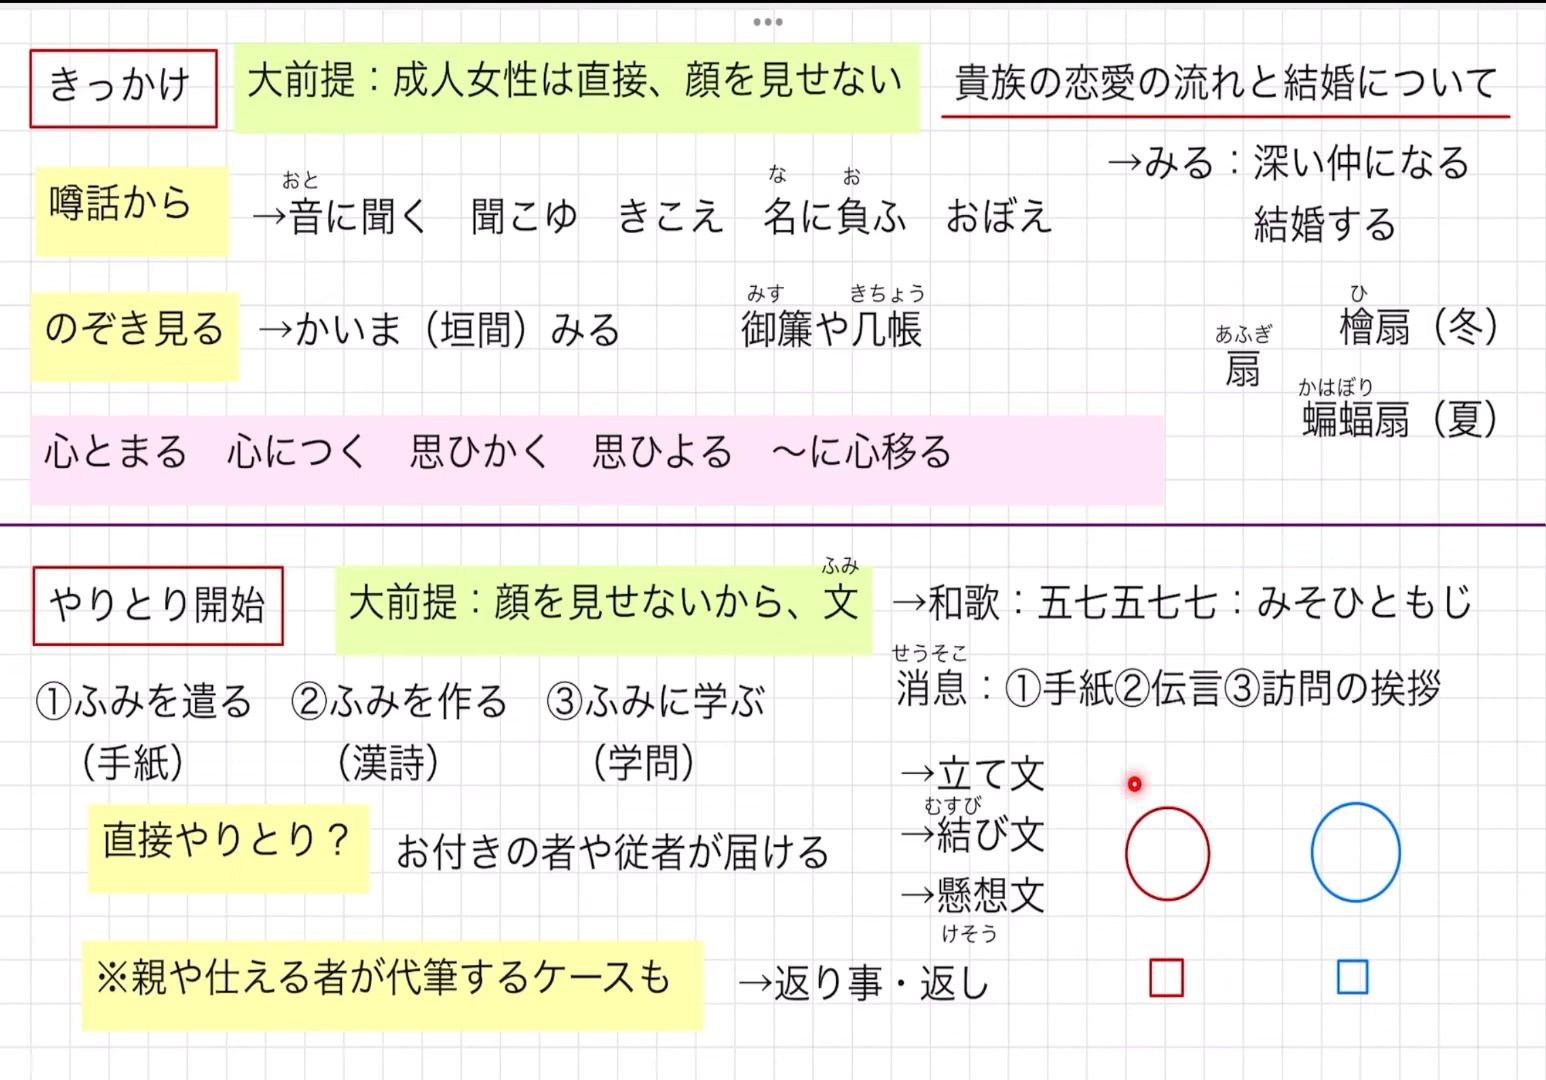 きっかけ 大前提：成人女性は直接、顔を見せない 貴族の恋愛の流れと結婚について
→みる：深い仲になる
結婚する
噂話から
おと な お
→音に聞く 聞こゆ きこえ 名に負ふ おぼえ
のぞき見る
みす きちょう
→かいま（垣間）みる 御簾や几帳
あふぎ
扇
ひ
檜扇（冬）
かはぼり
蝙蝠扇（夏）
心とまる 心につく 思ひかく 思ひよる ～に心移る
ふみ
やりとり開始 大前提：顔を見せないから、文 →和歌：五七五七七：みそひともじ
せうそこ
消息：①手紙②伝言③訪問の挨拶
①ふみを遣る ②ふみを作る ③ふみに学ぶ
（手紙） （漢詩） （学問）
→立て文
むすび
→結び文
→懸想文
けそう
直接やりとり？ お付きの者や従者が届ける
※親や仕える者が代筆するケースも →返り事・返し